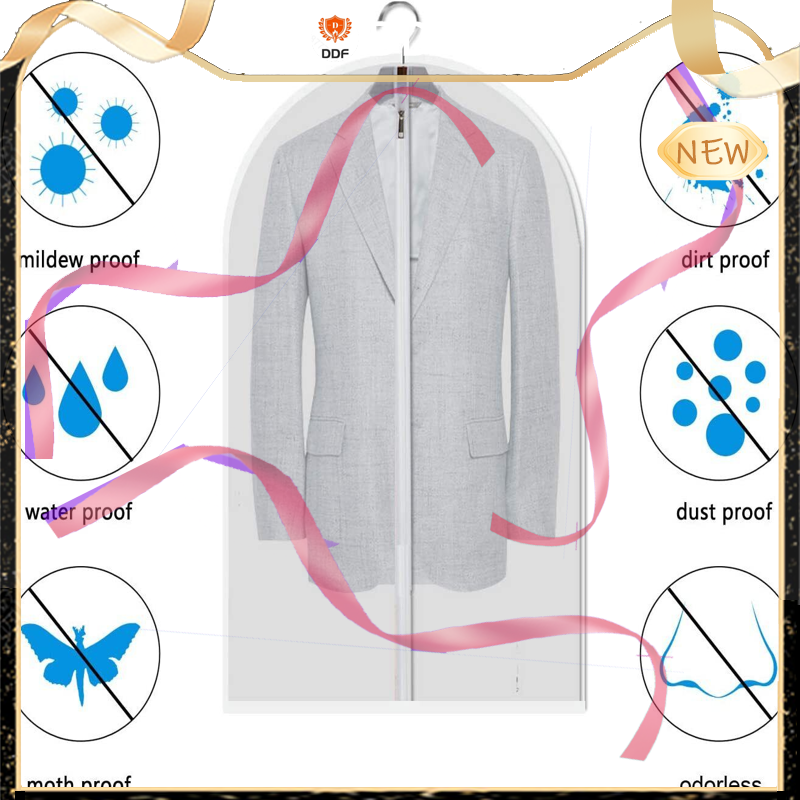 DDF
NEW
mildew proof
dirt proof
water proof
dust proof
moth proof
odorless